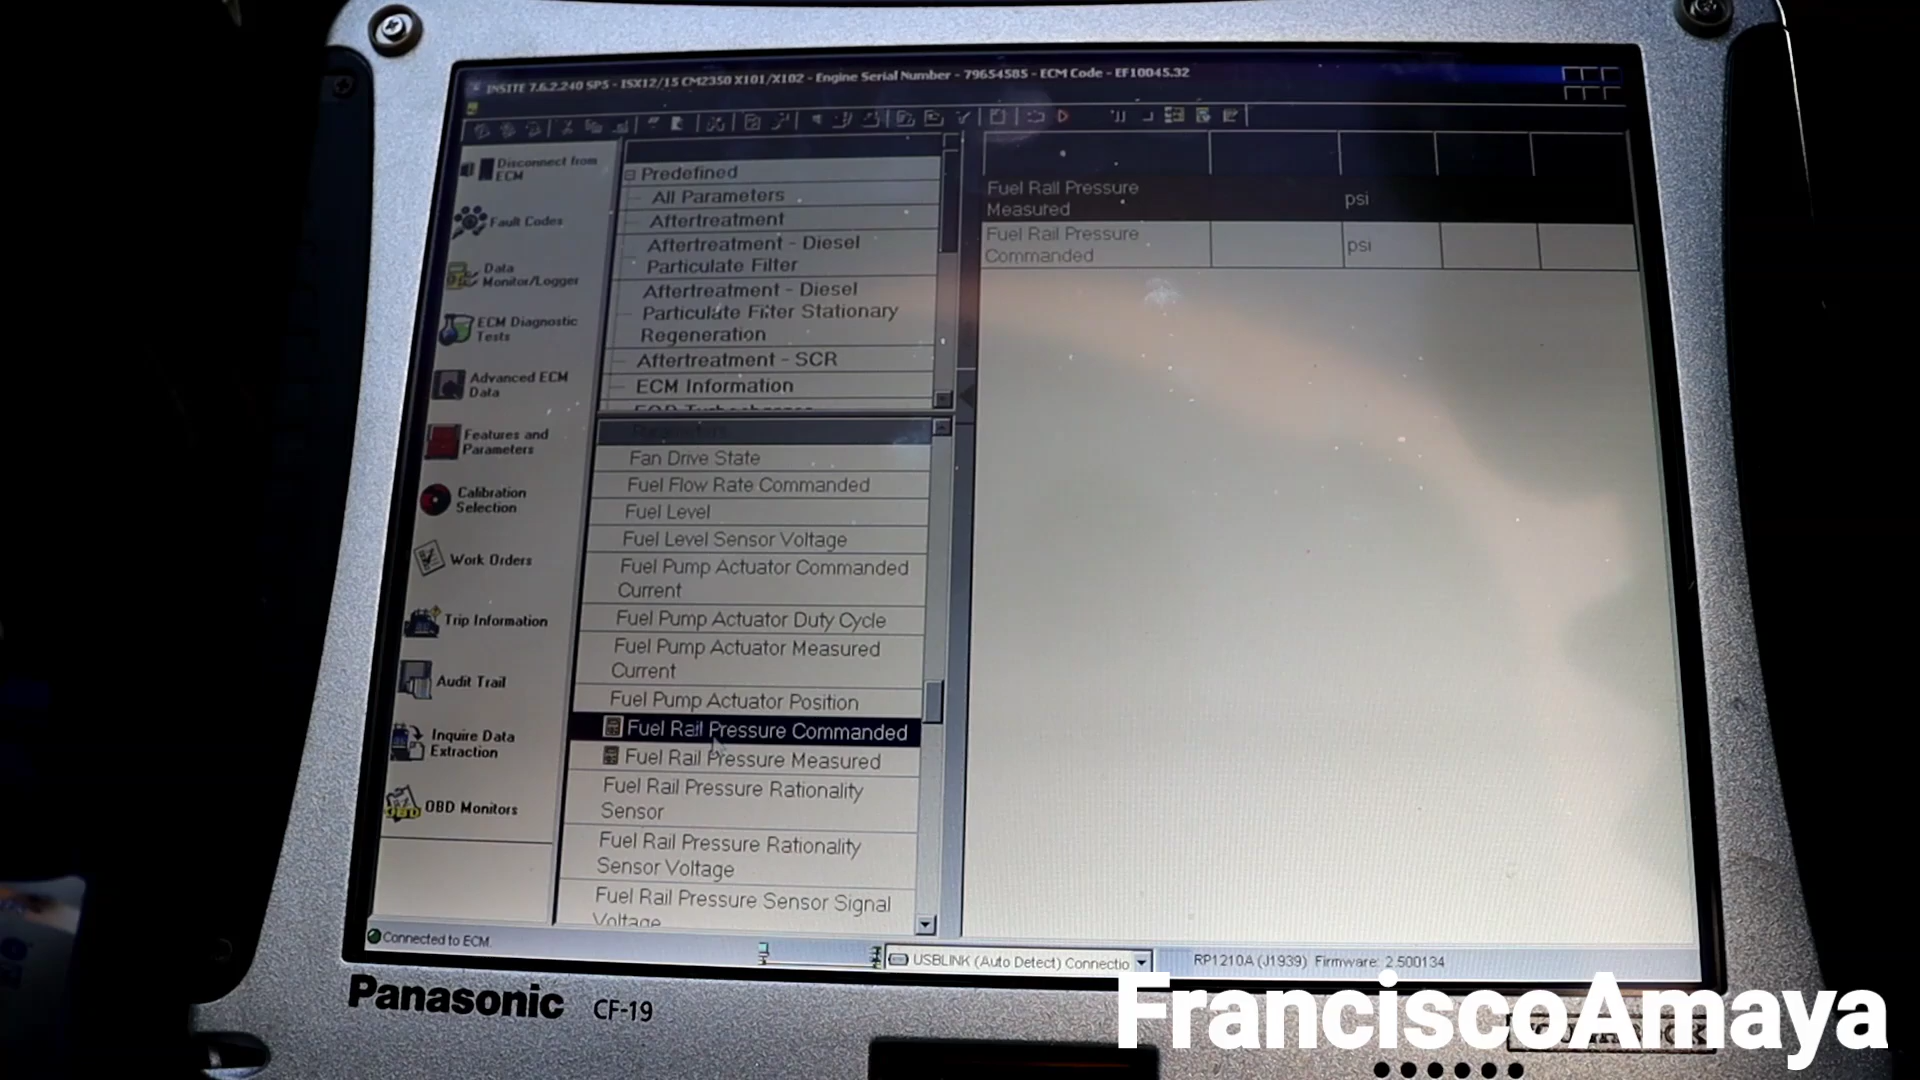 INSITE 7.6.2.240 SP5 - ISX12/15 CM2350 X101/X102 - Engine Serial Number - 79654585 - ECM Code - EF10045.32
Disconnect from
ECM
Fault Codes
Data
Monitor/Logger
ECM Diagnostic
Tests
Advanced ECM
Data
Features and
Parameters
Calibration
Selection
Work Orders
Trip Information
Audit Trail
Inquire Data
Extraction
OBD Monitors
Predefined
All Parameters
Aftertreatment
Aftertreatment - Diesel
Particulate Filter
Aftertreatment - Diesel
Particulate Filter Stationary
Regeneration
Aftertreatment - SCR
ECM Information
Parameters
Fan Drive State
Fuel Flow Rate Commanded
Fuel Level
Fuel Level Sensor Voltage
Fuel Pump Actuator Commanded
Current
Fuel Pump Actuator Duty Cycle
Fuel Pump Actuator Measured
Current
Fuel Pump Actuator Position
Fuel Rail Pressure Commanded
Fuel Rail Pressure Measured
Fuel Rail Pressure Rationality
Sensor
Fuel Rail Pressure Rationality
Sensor Voltage
Fuel Rail Pressure Sensor Signal
Voltage
Fuel Rail Pressure
Measured
psi
Fuel Rail Pressure
Commanded
psi
Connected to ECM.
USBLINK (Auto Detect) Connectio
RP1210A (J1939) Firmware: 2.500134
Panasonic CF-19
FranciscoAmaya